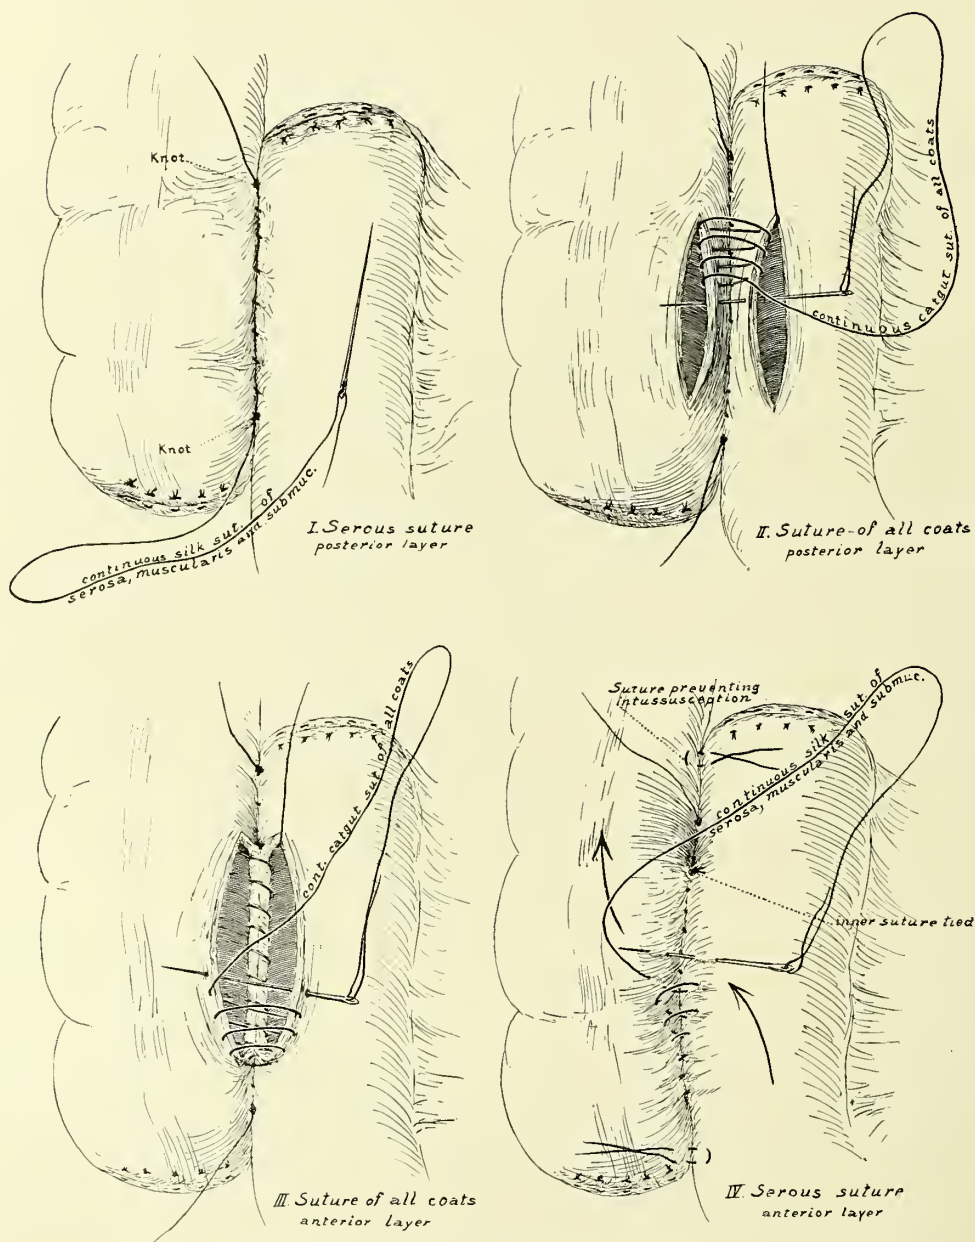 Knot
Knot
continuous silk sut. of
serosa, muscularis and submuc.
I. Serous suture
posterior layer
continuous catgut sut. of all coats
II. Suture of all coats
posterior layer
cont. catgut sut. of all coats
III. Suture of all coats
anterior layer
Suture preventing
Intussusception
continuous silk sut. of
serosa, muscularis and submuc.
inner suture tied
IV. Serous suture
anterior layer